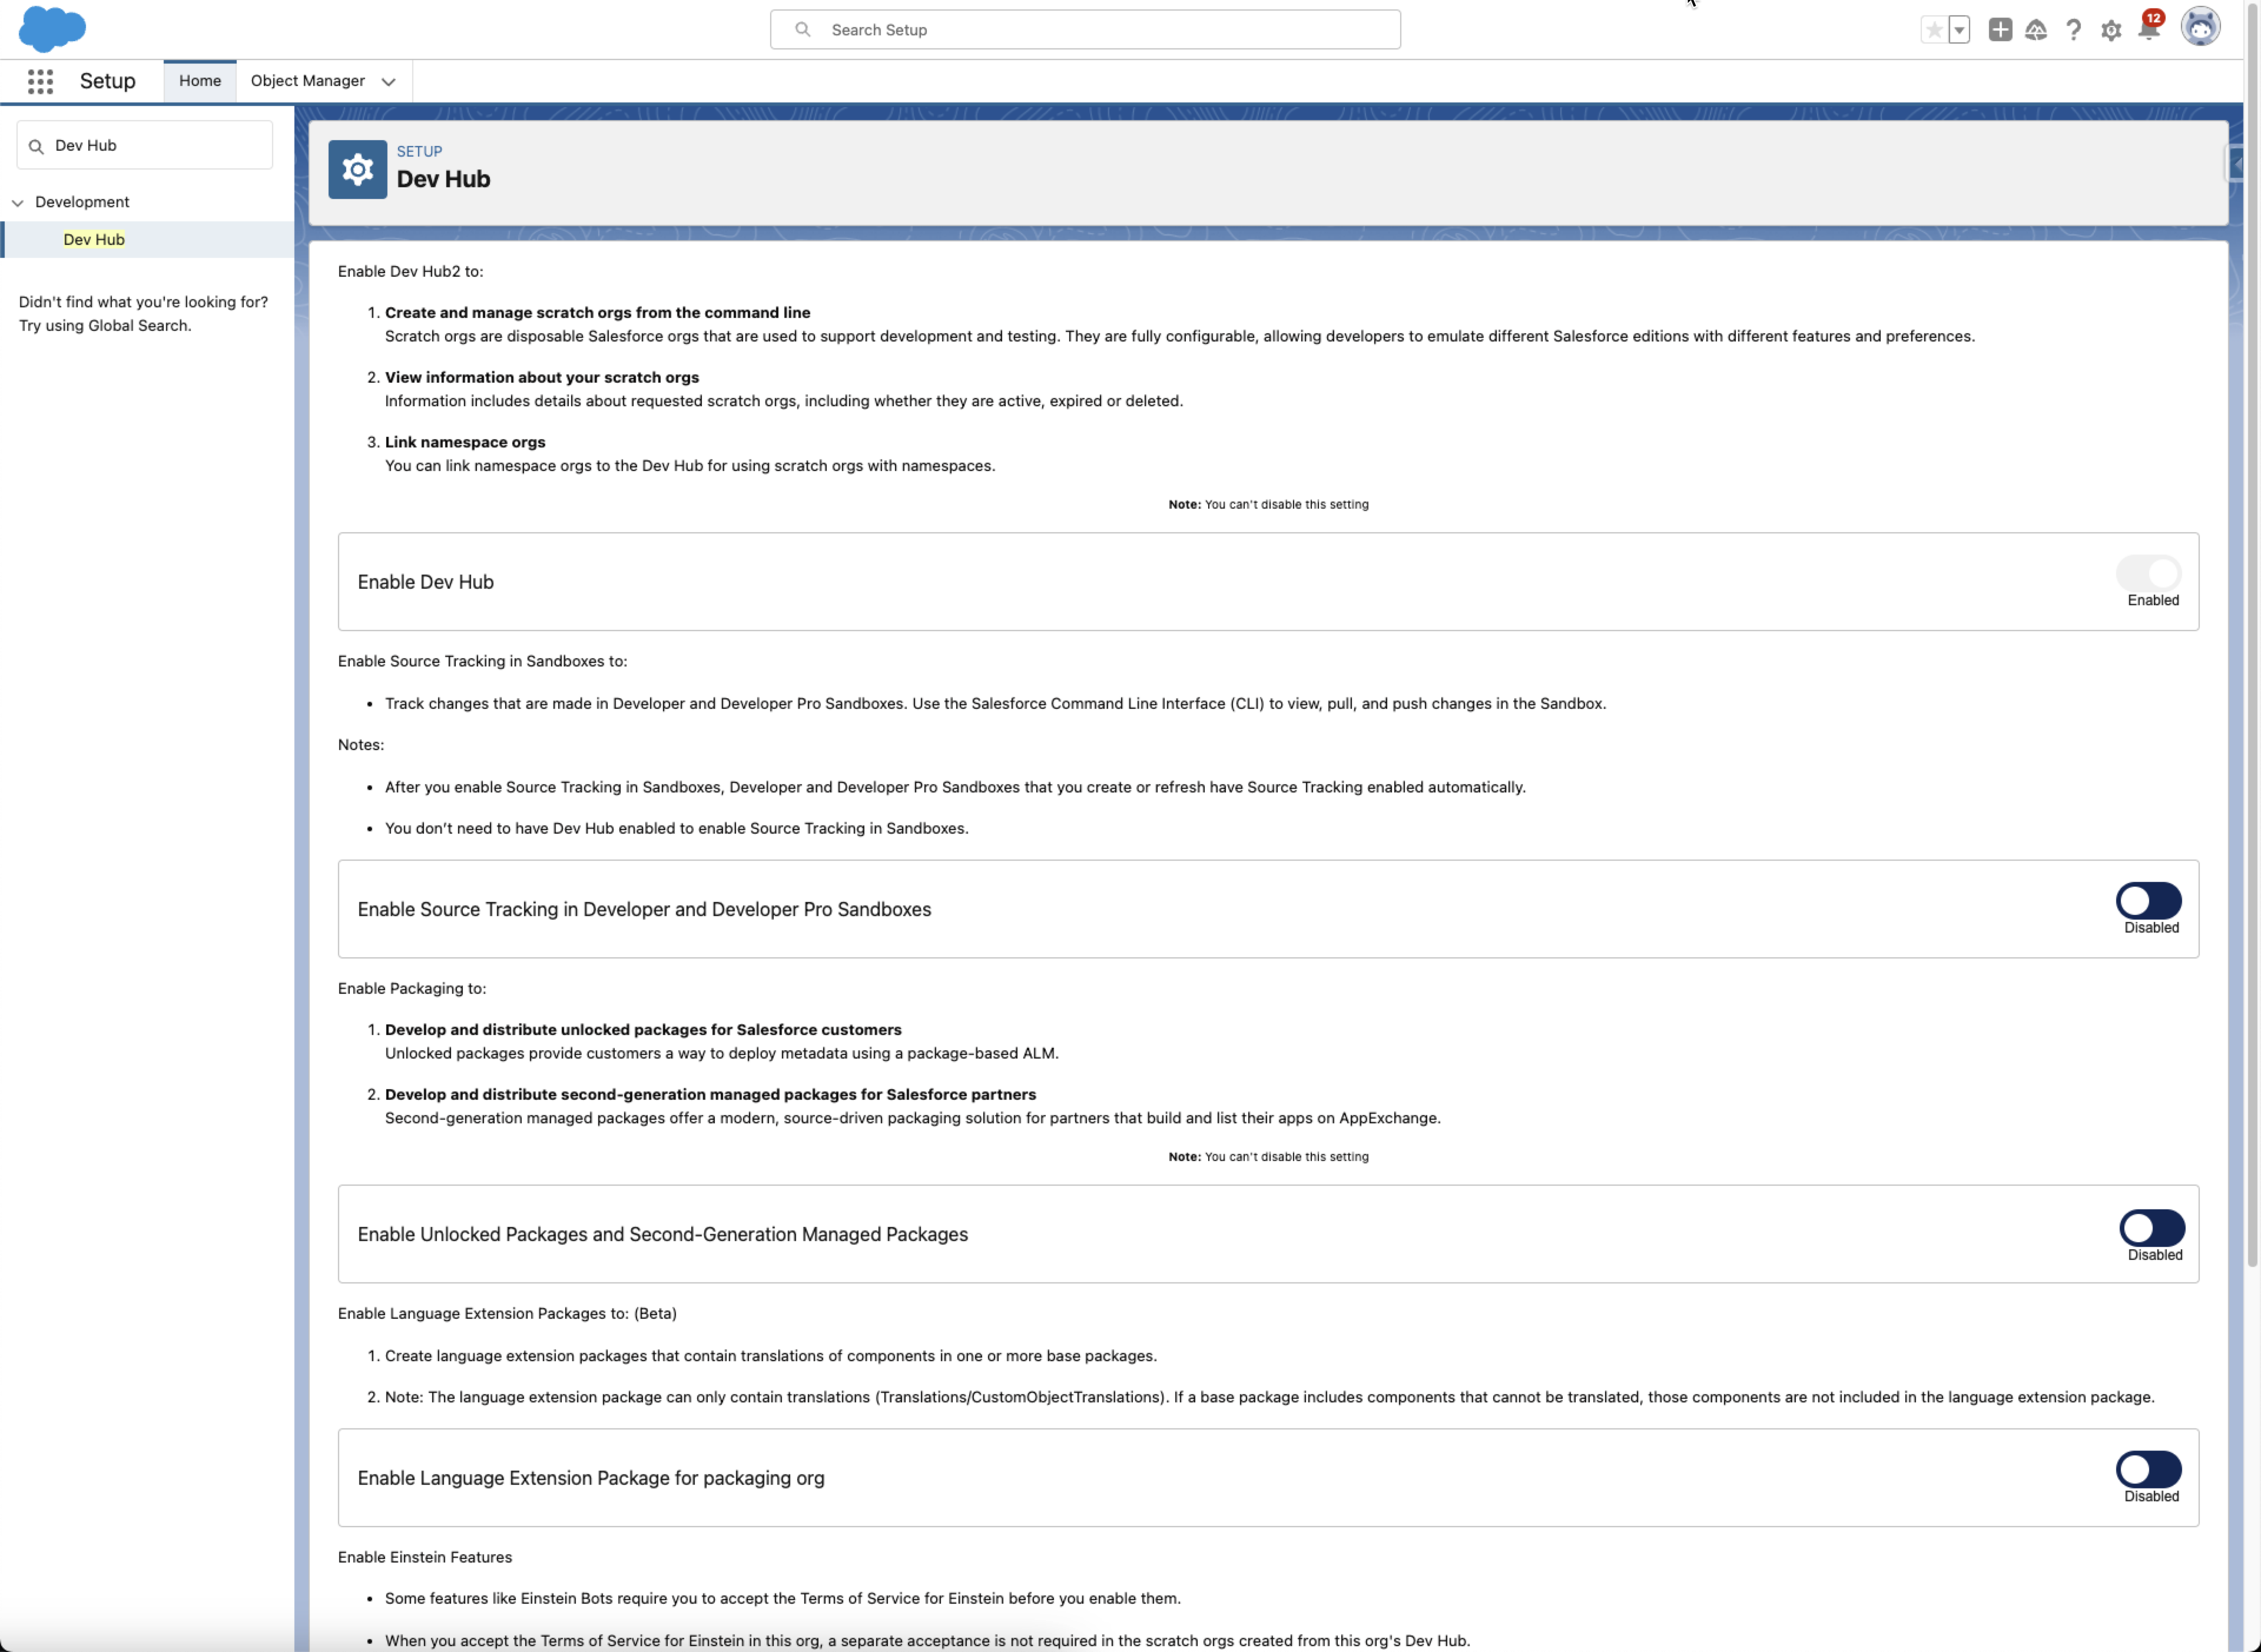 Search Setup
12
Setup
Home
Object Manager
Dev Hub
Development
Dev Hub
Didn't find what you're looking for?
Try using Global Search.
SETUP
Dev Hub
Enable Dev Hub2 to:
1. Create and manage scratch orgs from the command line
Scratch orgs are disposable Salesforce orgs that are used to support development and testing. They are fully configurable, allowing developers to emulate different Salesforce editions with different features and preferences.
2. View information about your scratch orgs
Information includes details about requested scratch orgs, including whether they are active, expired or deleted.
3. Link namespace orgs
You can link namespace orgs to the Dev Hub for using scratch orgs with namespaces.
Note: You can't disable this setting
Enable Dev Hub
Enabled
Enable Source Tracking in Sandboxes to:
• Track changes that are made in Developer and Developer Pro Sandboxes. Use the Salesforce Command Line Interface (CLI) to view, pull, and push changes in the Sandbox.
Notes:
• After you enable Source Tracking in Sandboxes, Developer and Developer Pro Sandboxes that you create or refresh have Source Tracking enabled automatically.
• You don't need to have Dev Hub enabled to enable Source Tracking in Sandboxes.
Enable Source Tracking in Developer and Developer Pro Sandboxes
Disabled
Enable Packaging to:
1. Develop and distribute unlocked packages for Salesforce customers
Unlocked packages provide customers a way to deploy metadata using a package-based ALM.
2. Develop and distribute second-generation managed packages for Salesforce partners
Second-generation managed packages offer a modern, source-driven packaging solution for partners that build and list their apps on AppExchange.
Note: You can't disable this setting
Enable Unlocked Packages and Second-Generation Managed Packages
Disabled
Enable Language Extension Packages to: (Beta)
1. Create language extension packages that contain translations of components in one or more base packages.
2. Note: The language extension package can only contain translations (Translations/CustomObjectTranslations). If a base package includes components that cannot be translated, those components are not included in the language extension package.
Enable Language Extension Package for packaging org
Disabled
Enable Einstein Features
• Some features like Einstein Bots require you to accept the Terms of Service for Einstein before you enable them.
• When you accept the Terms of Service for Einstein in this org, a separate acceptance is not required in the scratch orgs created from this org's Dev Hub.